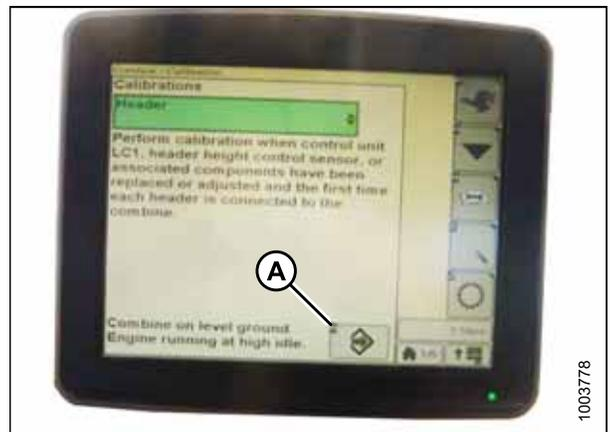 Combine / Calibration
Calibrations
Header
Perform calibration when control unit
LC1, header height control sensor, or
associated components have been
replaced or adjusted and the first time
each header is connected to the
combine.
Combine on level ground.
Engine running at high idle.
A
1003778